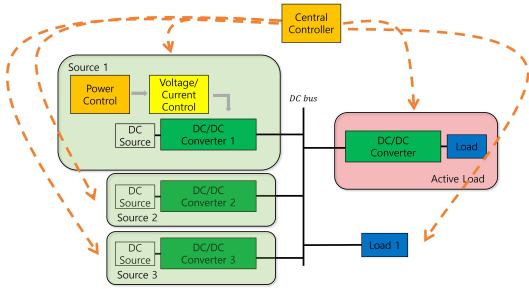 Central
Controller
Source 1
Power
Control
Voltage/
Current
Control
DC bus
DC
Source
DC/DC
Converter 1
DC/DC
Converter
Load
Active Load
DC
Source
DC/DC
Converter 2
Source 2
DC
Source
DC/DC
Converter 3
Source 3
Load 1